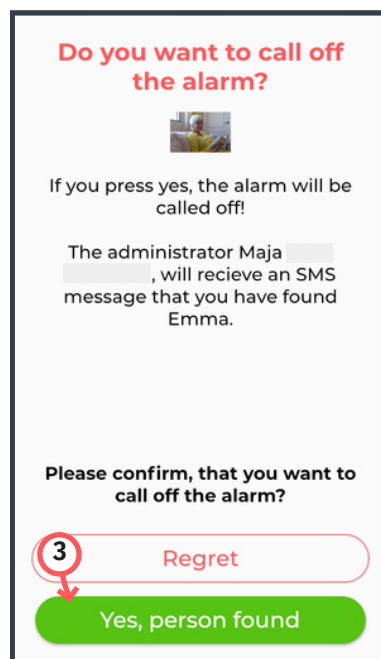 Do you want to call off
the alarm?
If you press yes, the alarm will be
called off!
The administrator Maja
, will recieve an SMS
message that you have found
Emma.
Please confirm, that you want to
call off the alarm?
3
Regret
Yes, person found